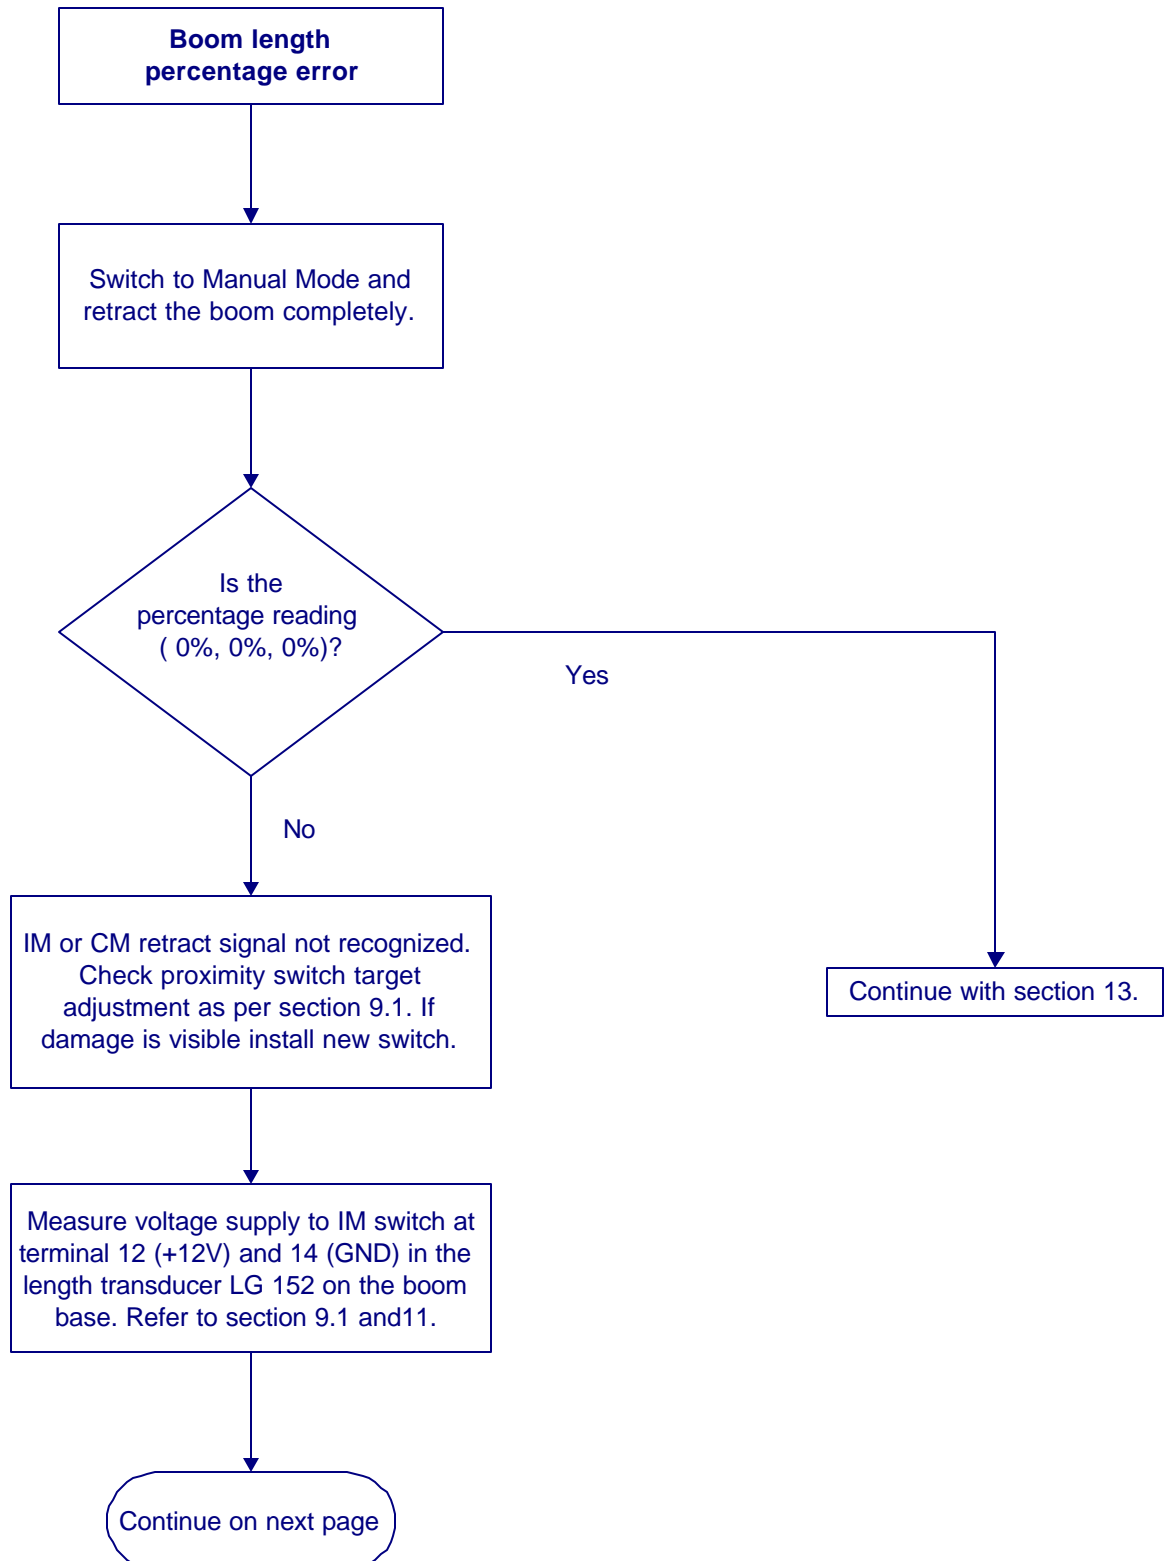 Boom length
percentage error
Switch to Manual Mode and
retract the boom completely.
Is the
percentage reading
( 0%, 0%, 0%)?
Yes
No
IM or CM retract signal not recognized.
Check proximity switch target
adjustment as per section 9.1. If
damage is visible install new switch.
Continue with section 13.
Measure voltage supply to IM switch at
terminal 12 (+12V) and 14 (GND) in the
length transducer LG 152 on the boom
base. Refer to section 9.1 and11.
Continue on next page